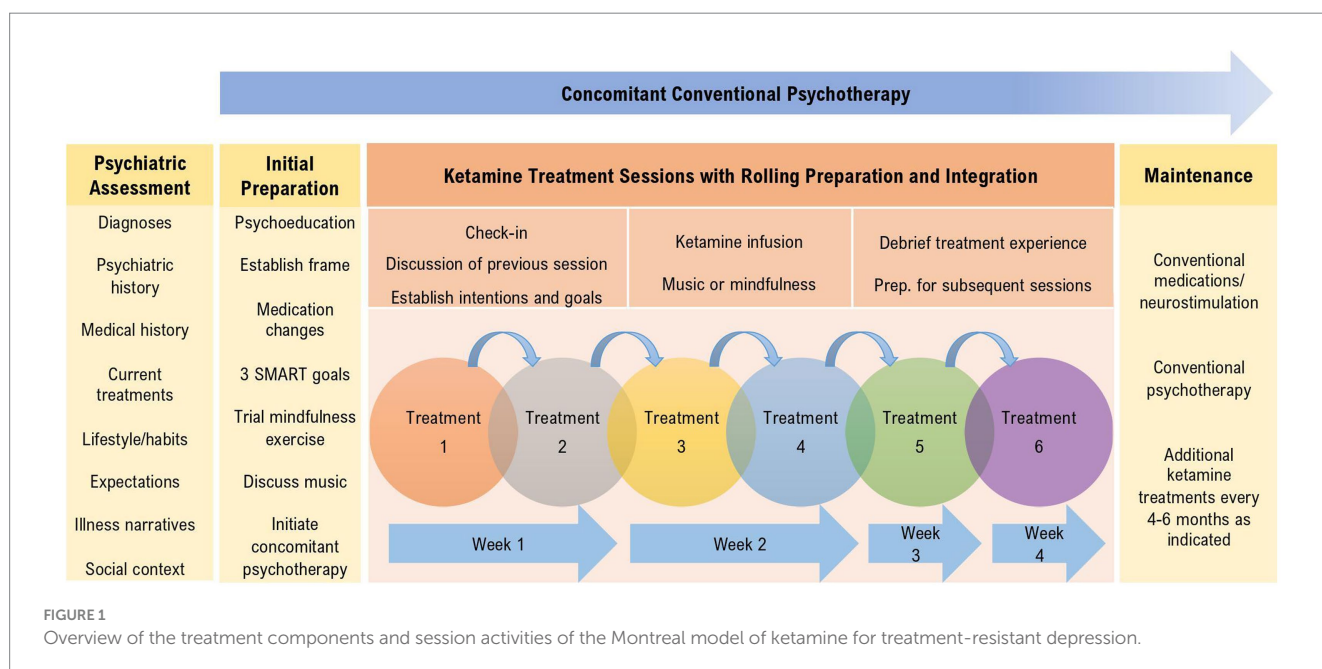 Concomitant Conventional Psychotherapy
Psychiatric
Assessment
Diagnoses
Psychiatric
history
Medical history
Current
treatments
Lifestyle/habits
Expectations
Illness narratives
Social context
Initial
Preparation
Psychoeducation
Establish frame
Medication
changes
3 SMART goals
Trial mindfulness
exercise
Discuss music
Initiate
concomitant
psychotherapy
Ketamine Treatment Sessions with Rolling Preparation and Integration
Check-in
Discussion of previous session
Establish intentions and goals
Ketamine infusion
Music or mindfulness
Debrief treatment experience
Prep. for subsequent sessions
Treatment
1
Treatment
2
Treatment
3
Treatment
4
Treatment
5
Treatment
6
Week 1
Week 2
Week
3
Week
4
Maintenance
Conventional
medications/
neurostimulation
Conventional
psychotherapy
Additional
ketamine
treatments every
4-6 months as
indicated
FIGURE 1
Overview of the treatment components and session activities of the Montreal model of ketamine for treatment-resistant depression.